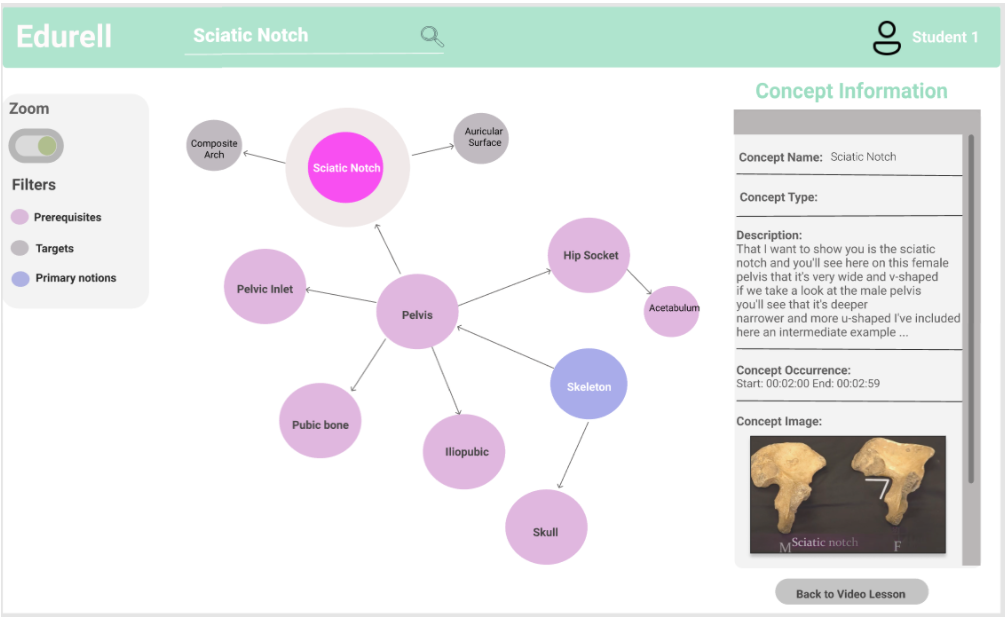 Edurell
Sciatic Notch
Student 1
Zoom
Filters
Prerequisites
Targets
Primary notions
Composite
Arch
Sciatic Notch
Auricular
Surface
Hip Socket
Pelvic Inlet
Pelvis
Acetabulum
Skeleton
Pubic bone
Iliopubic
Skull
Concept Information
Concept Name: Sciatic Notch
Concept Type:
Description:
That I want to show you is the sciatic
notch and you'll see here on this female
pelvis that it's very wide and v-shaped
if we take a look at the male pelvis
you'll see that it's deeper
narrower and more u-shaped I've included
here an intermediate example ...
Concept Occurrence:
Start: 00:02:00 End: 00:02:59
Concept Image:
M Sciatic notch F
Back to Video Lesson